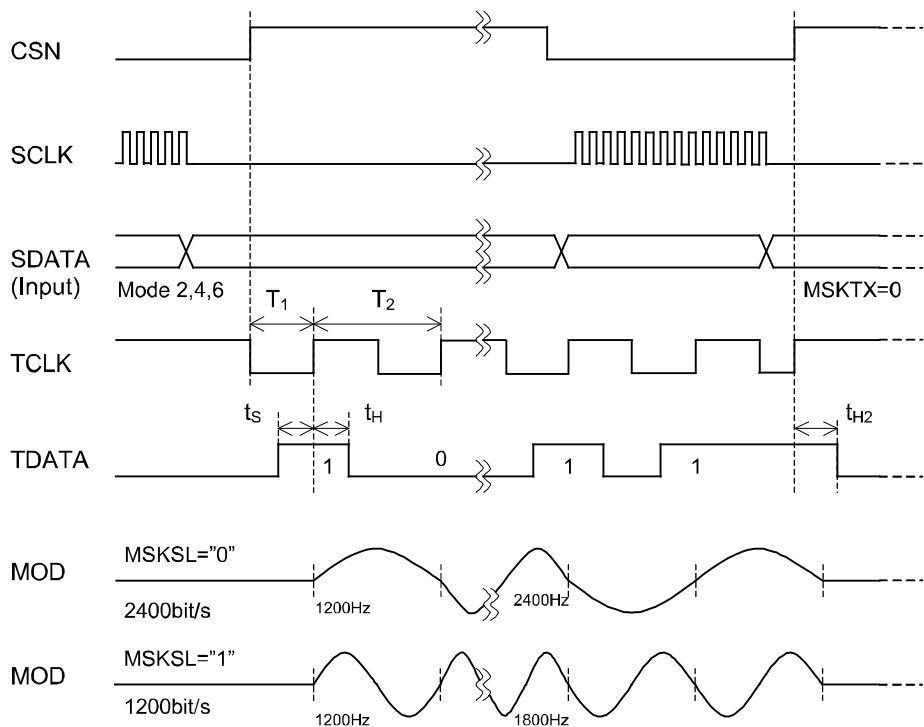 CSN
SCLK
SDATA
(Input)
Mode 2,4,6
MSKTX=0
T1
T2
TCLK
tS
tH
tH2
TDATA
1
0
1
1
MOD
MSKSL=”0”
2400bit/s
1200Hz
2400Hz
MOD
MSKSL=”1”
1200bit/s
1200Hz
1800Hz